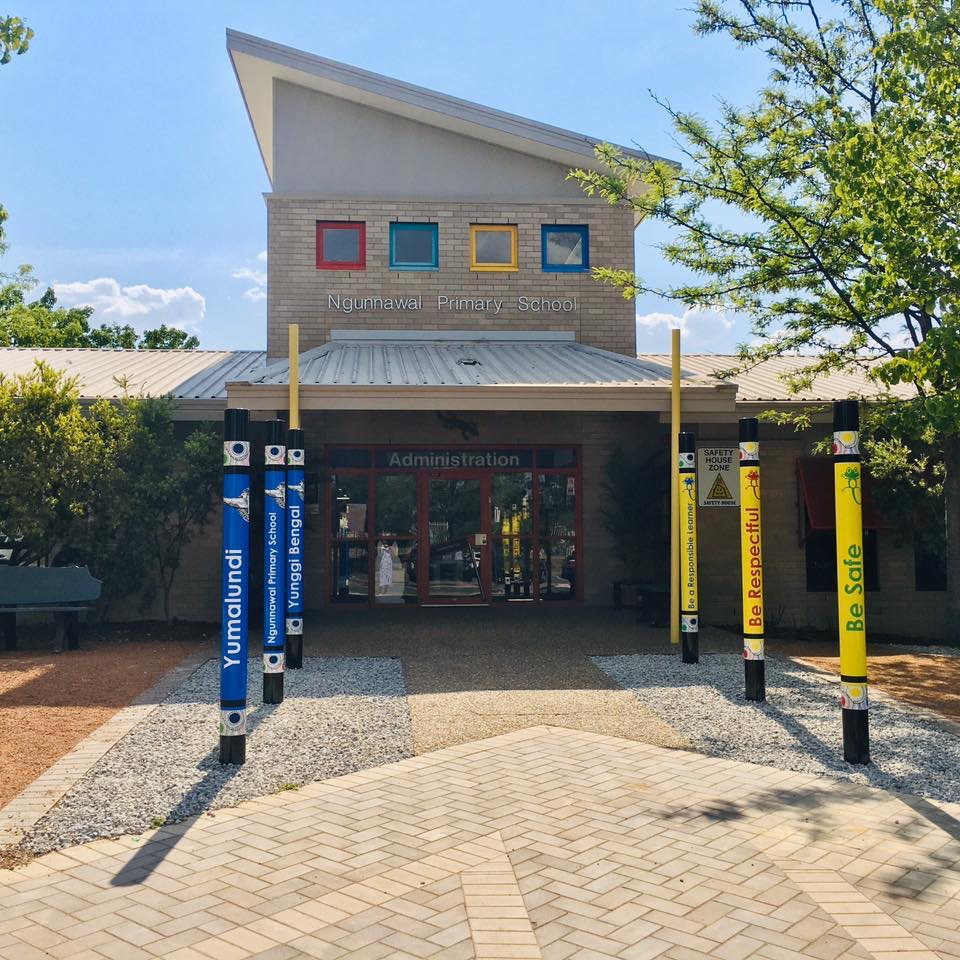 Ngunnawal Primary School
Administration
SAFETY
HOUSE
ZONE
SAFETY HOUSE
Yumalundi
Ngunnawal Primary School
Yunggi Bengal
Be a Responsible Learner
Be Respectful
Be Safe